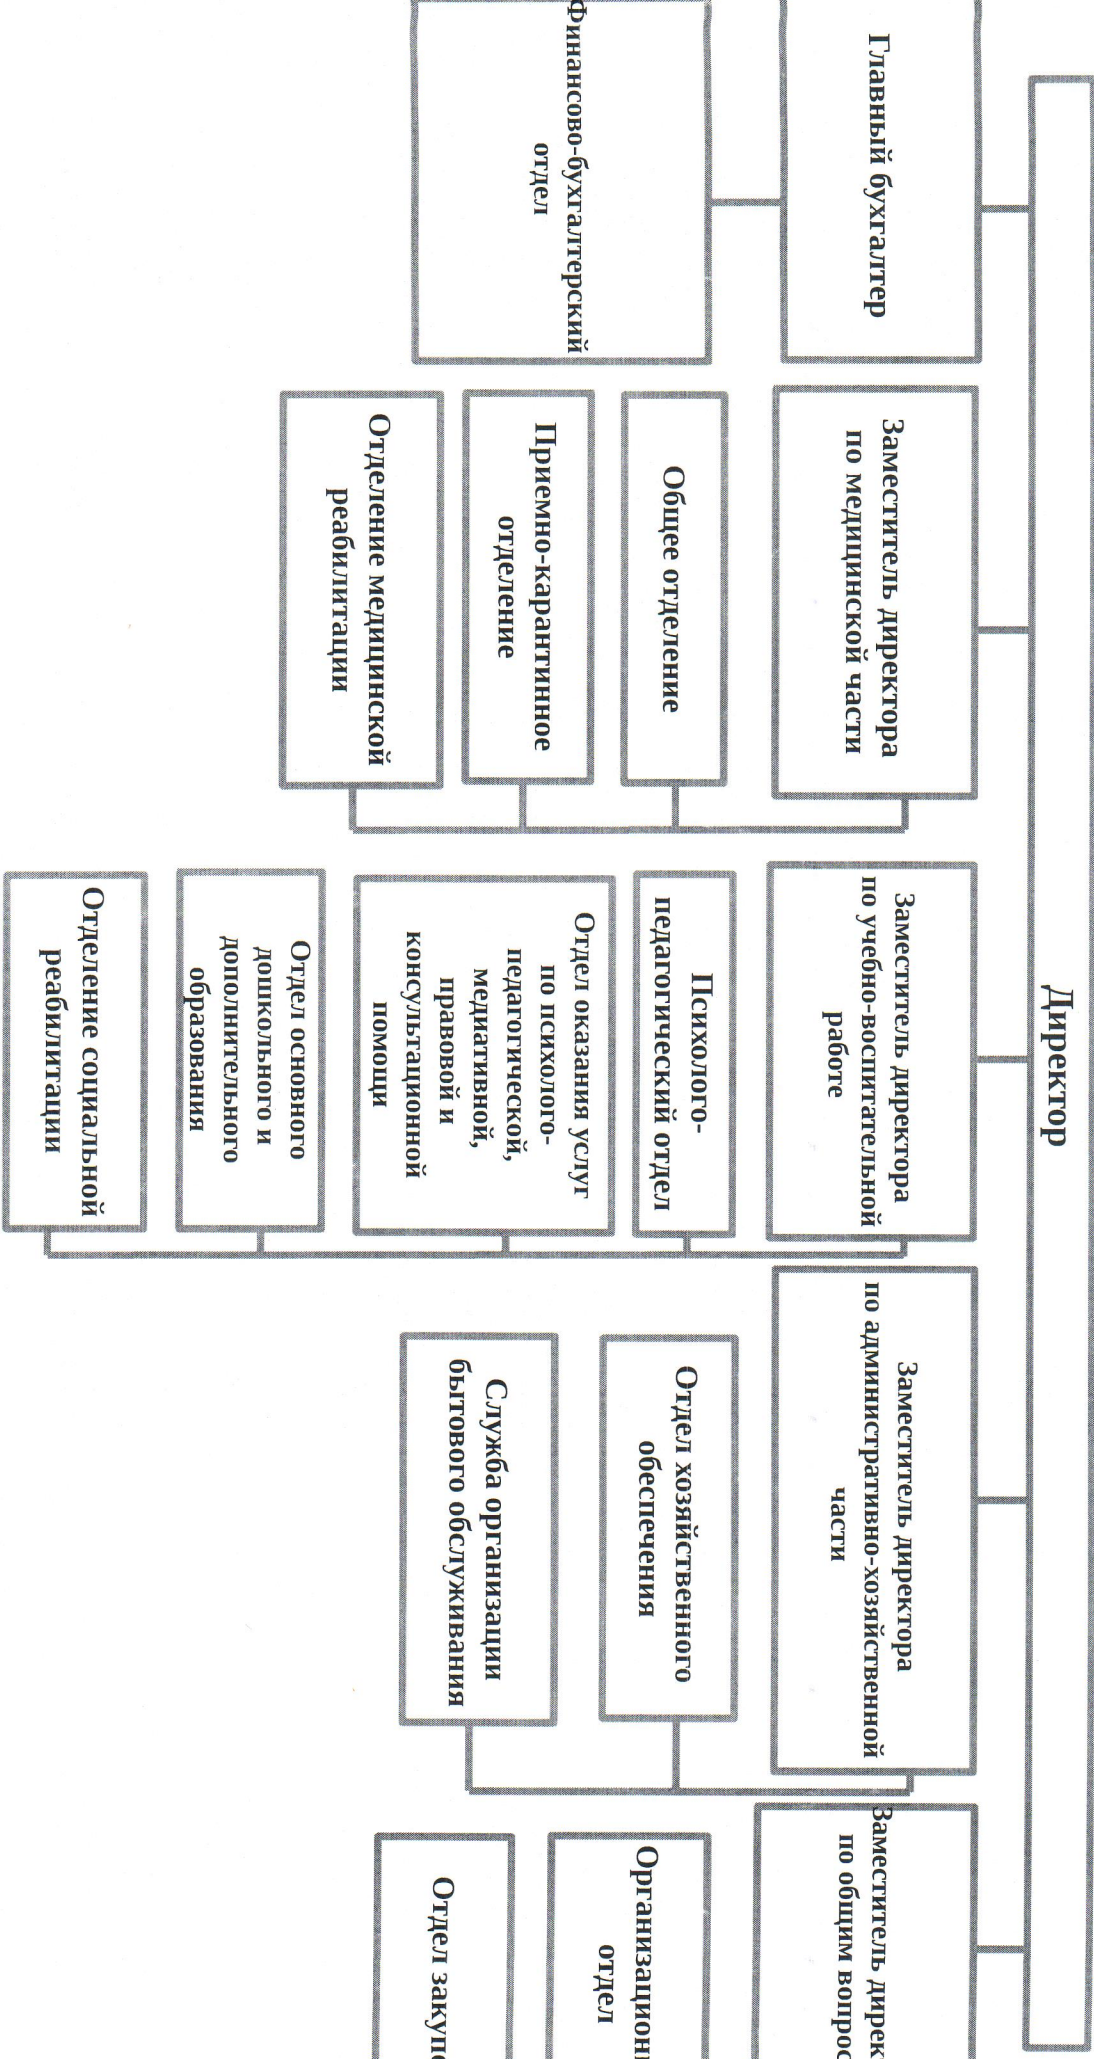 Директор
Главный бухгалтер
Финансово-бухгалтерский
отдел
Заместитель директора
по медицинской части
Общее отделение
Приемно-карантинное
отделение
Отделение медицинской
реабилитации
Заместитель директора
по учебно-воспитательной
работе
Психолого-
педагогический отдел
Отдел оказания услуг
по психолого-
педагогической,
медиативной,
правовой и
консультационной
помощи
Отдел основного
дошкольного и
дополнительного
образования
Отделение социальной
реабилитации
Заместитель директора
по административно-хозяйственной
части
Отдел хозяйственного
обеспечения
Служба организации
бытового обслуживания
Заместитель
по общим
отдел
Отдел